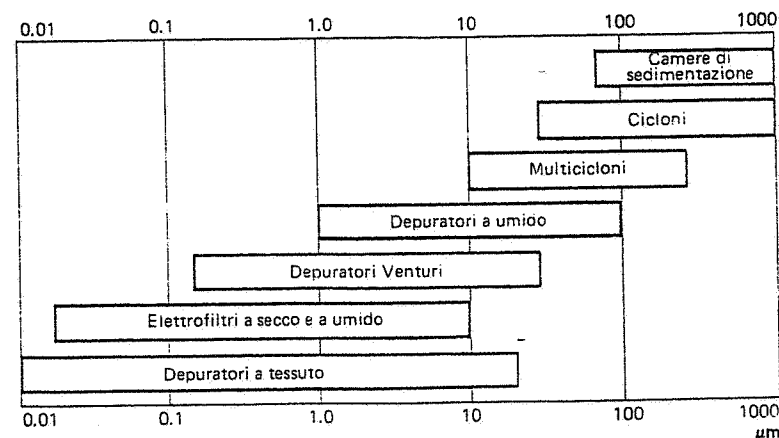 0.01 0.1 1.0 10 100 1000
Camere di
sedimentazione
Cicloni
Multicicloni
Depuratori a umido
Depuratori Venturi
Elettrofiltri a secco e a umido
Depuratori a tessuto
0.01 0.1 1.0 10 100 1000
μm